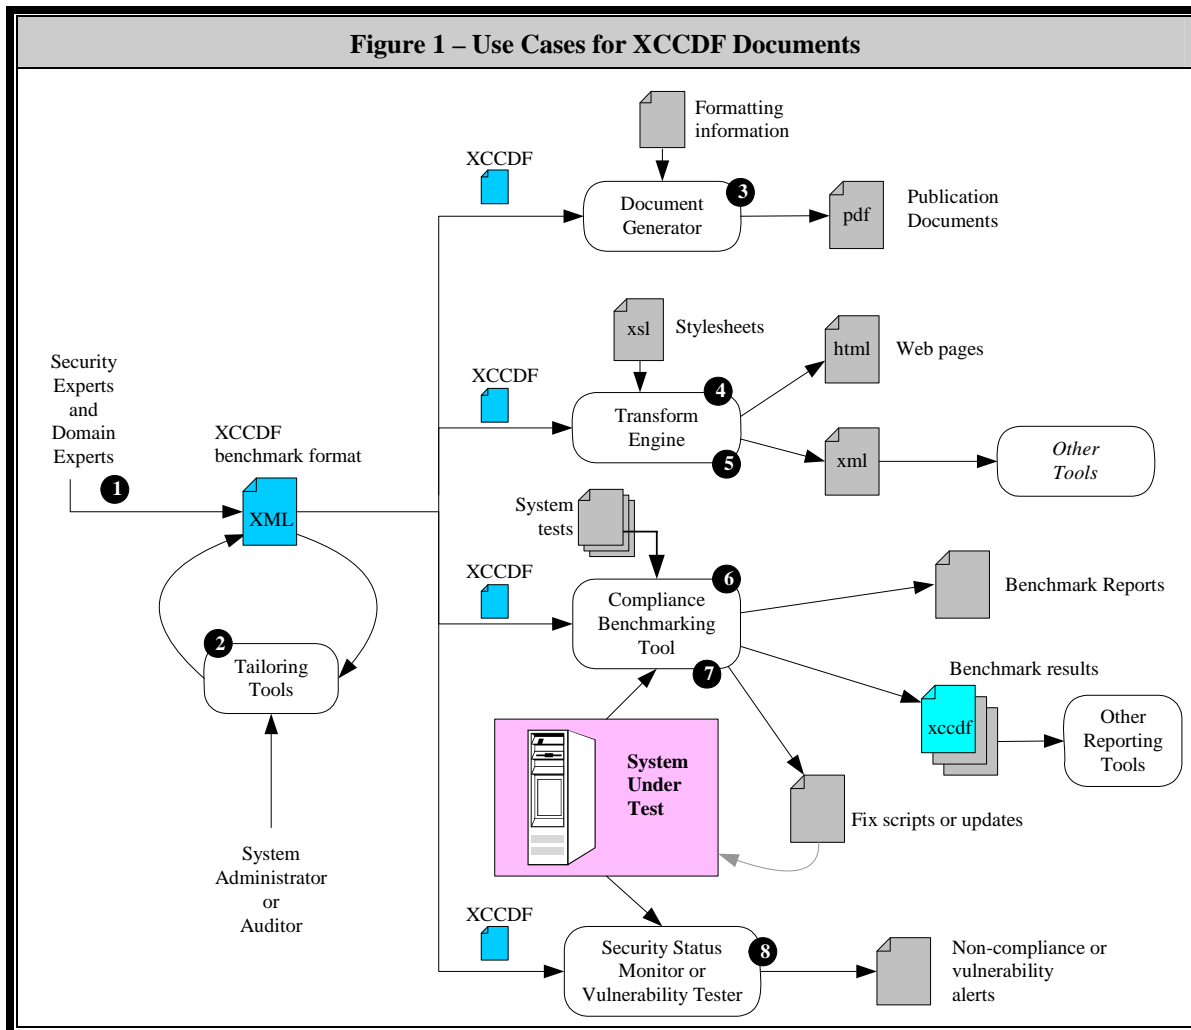 Figure 1 – Use Cases for XCCDF Documents
Formatting
information
XCCDF
3
Document
Generator
pdf
Publication
Documents
xsl
Stylesheets
html
Web pages
XCCDF
4
Transform
Engine
5
xml
Other
Tools
Security
Experts
and
Domain
Experts
1
XCCDF
benchmark format
XML
System
tests
XCCDF
6
Compliance
Benchmarking
Tool
7
Benchmark Reports
2
Tailoring
Tools
Benchmark results
xccdf
Other
Reporting
Tools
System
Under
Test
Fix scripts or updates
System
Administrator
or
Auditor
XCCDF
8
Security Status
Monitor or
Vulnerability Tester
Non-compliance or
vulnerability
alerts